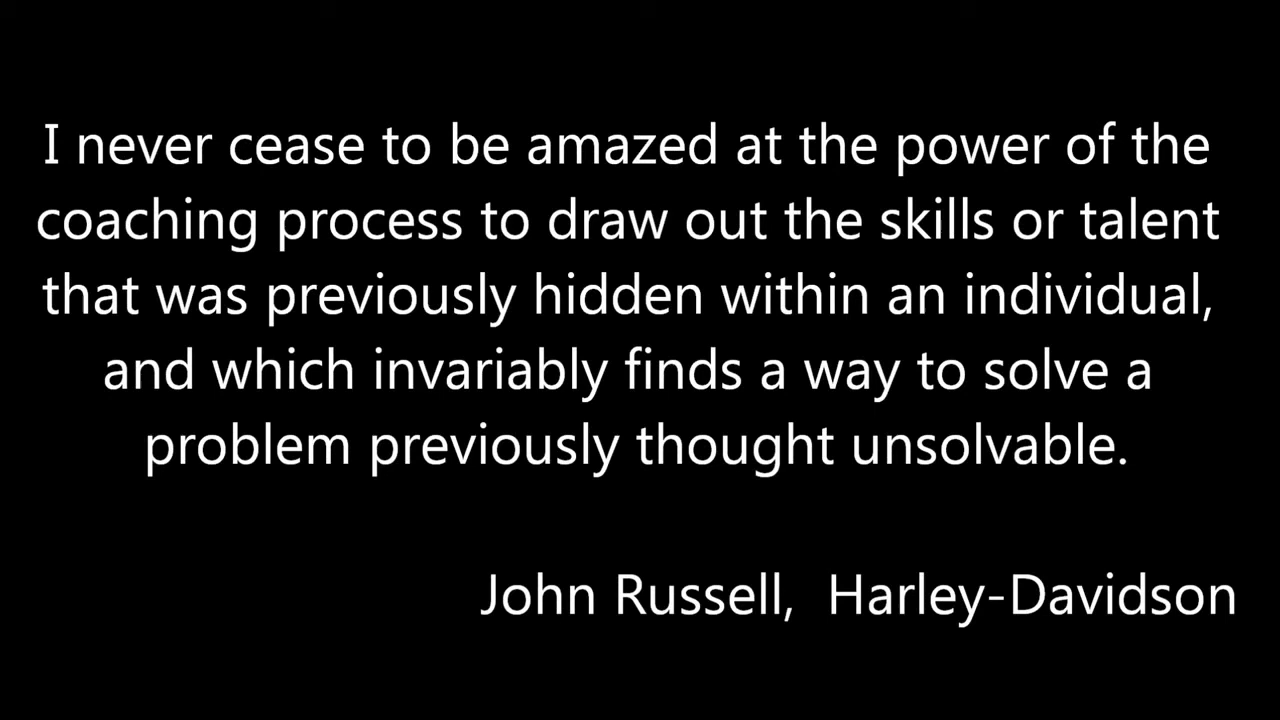 I never cease to be amazed at the power of the
coaching process to draw out the skills or talent
that was previously hidden within an individual,
and which invariably finds a way to solve a
problem previously thought unsolvable.
John Russell,  Harley-Davidson